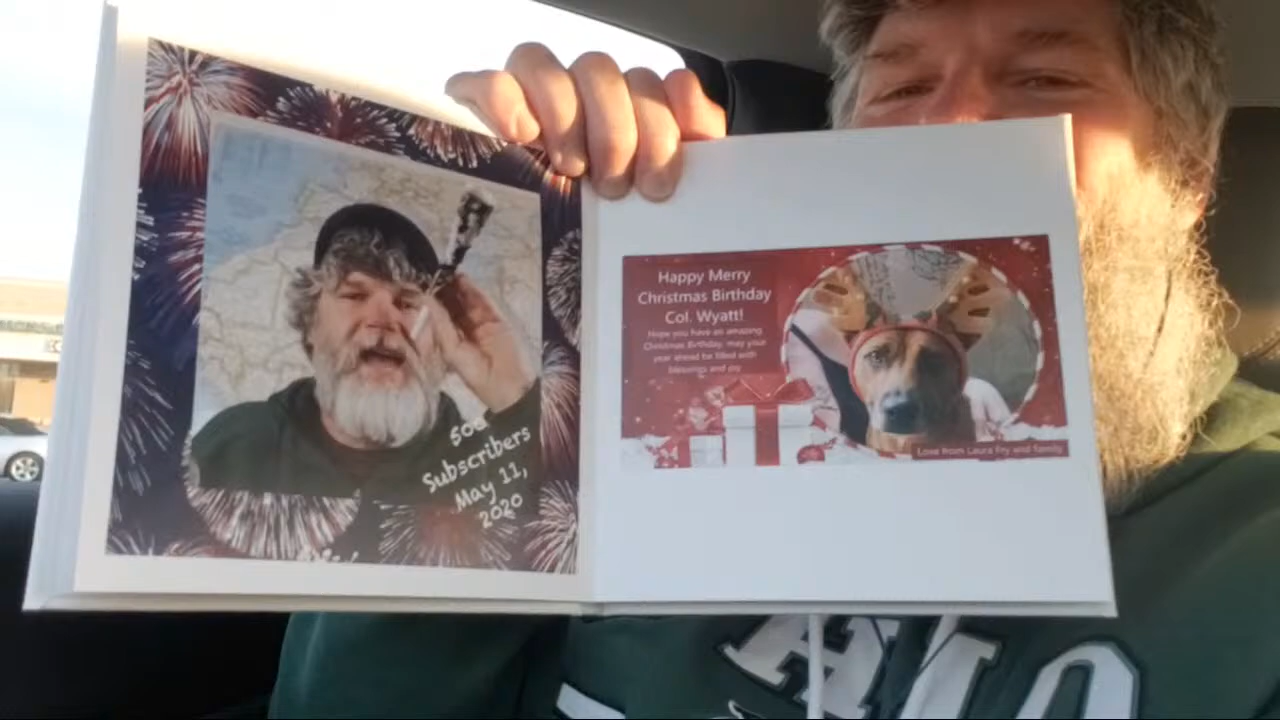 500
Subscribers
May 11,
2020
Happy Merry
Christmas Birthday
Col. Wyatt!
Hope you have an amazing
Christmas Birthday, may your
year ahead be filled with
blessings and joy
Love from Laura Fry and family